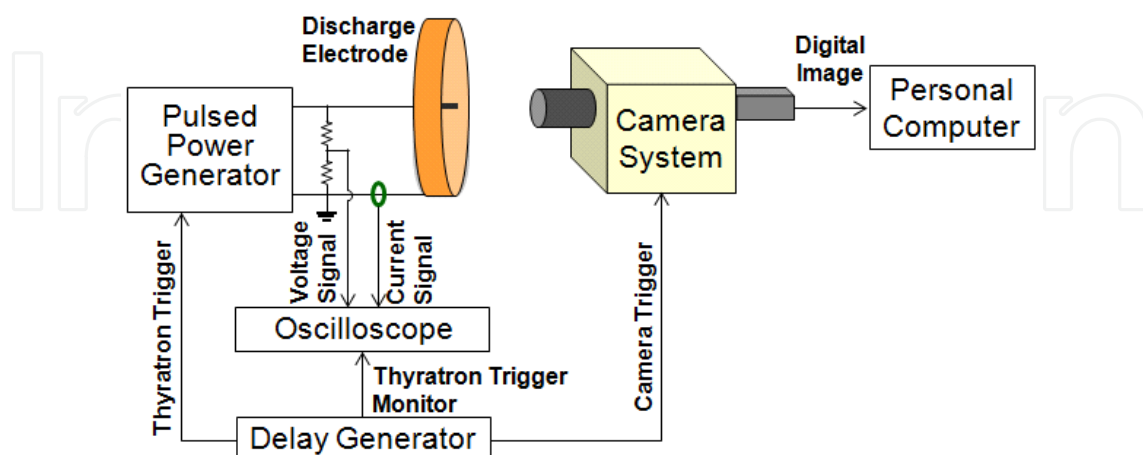 Discharge
Electrode
Digital
Image
Pulsed
Power
Generator
Camera
System
Personal
Computer
Thyratron Trigger
Voltage
Signal
Current
Signal
Camera Trigger
Oscilloscope
Thyratron Trigger
Monitor
Delay Generator